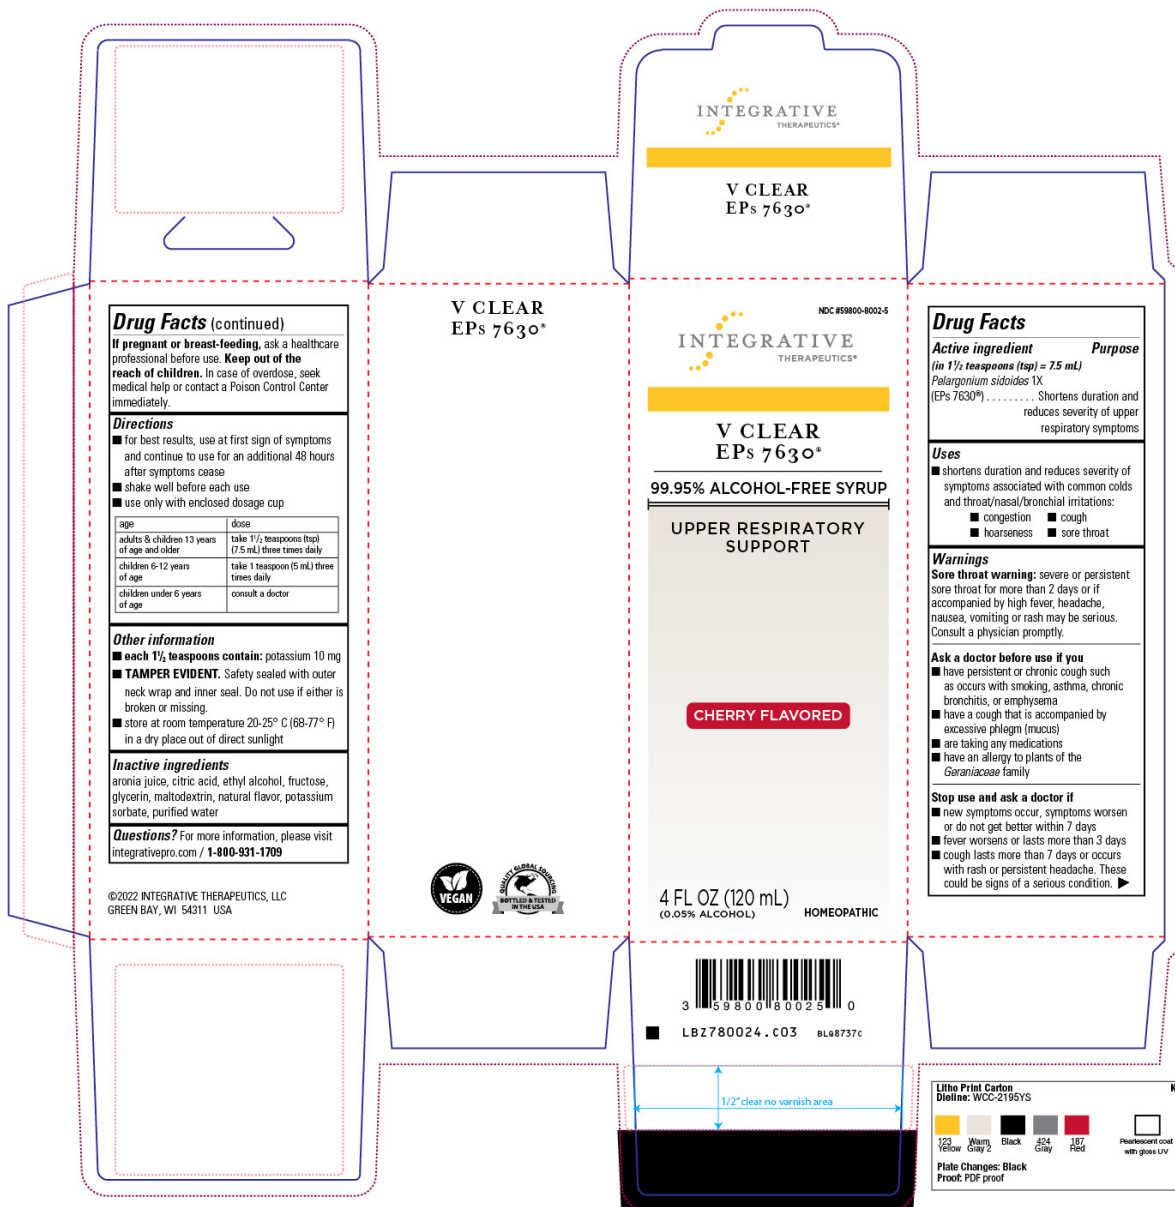 INTEGRATIVE
THERAPEUTICS®
V CLEAR
EPs 7630®
Drug Facts (continued)
If pregnant or breast-feeding, ask a healthcare
professional before use. Keep out of the
reach of children. In case of overdose, seek
medical help or contact a Poison Control Center
immediately.
Directions
■ for best results, use at first sign of symptoms
and continue to use for an additional 48 hours
after symptoms cease
■ shake well before each use
■ use only with enclosed dosage cup
age dose
adults & children 13 years take 1½ teaspoons (tsp)
of age and older (7.5 mL) three times daily
children 6-12 years take 1 teaspoon (5 mL) three
of age times daily
children under 6 years consult a doctor
of age
Other information
■ each 1½ teaspoons contain: potassium 10 mg
■ TAMPER EVIDENT. Safety sealed with outer
neck wrap and inner seal. Do not use if either is
broken or missing.
■ store at room temperature 20-25° C (68-77° F)
in a dry place out of direct sunlight
Inactive ingredients
aronia juice, citric acid, ethyl alcohol, fructose,
glycerin, maltodextrin, natural flavor, potassium
sorbate, purified water
Questions? For more information, please visit
integrativepro.com / 1-800-931-1709
©2022 INTEGRATIVE THERAPEUTICS, LLC
GREEN BAY, WI 54311 USA
V CLEAR
EPs 7630®
VEGAN
QUALITY GLOBAL SOURCING
BOTTLED & TESTED
IN THE USA
NDC #59800-8002-5
INTEGRATIVE
THERAPEUTICS®
V CLEAR
EPs 7630®
99.95% ALCOHOL-FREE SYRUP
UPPER RESPIRATORY
SUPPORT
CHERRY FLAVORED
4 FL OZ (120 mL)
(0.05% ALCOHOL)
HOMEOPATHIC
3 59800 80025 0
LBZ780024.C03 BLQ8737C
1/2" clear no varnish area
Drug Facts
Active ingredient Purpose
(in 1½ teaspoons (tsp) = 7.5 mL)
Pelargonium sidoides 1X
(EPs 7630®) . . . . . . . . . Shortens duration and
reduces severity of upper
respiratory symptoms
Uses
■ shortens duration and reduces severity of
symptoms associated with common colds
and throat/nasal/bronchial irritations:
■ congestion ■ cough
■ hoarseness ■ sore throat
Warnings
Sore throat warning: severe or persistent
sore throat for more than 2 days or if
accompanied by high fever, headache,
nausea, vomiting or rash may be serious.
Consult a physician promptly.
Ask a doctor before use if you
■ have persistent or chronic cough such
as occurs with smoking, asthma, chronic
bronchitis, or emphysema
■ have a cough that is accompanied by
excessive phlegm (mucus)
■ are taking any medications
■ have an allergy to plants of the
Geraniaceae family
Stop use and ask a doctor if
■ new symptoms occur, symptoms worsen
or do not get better within 7 days
■ fever worsens or lasts more than 3 days
■ cough lasts more than 7 days or occurs
with rash or persistent headache. These
could be signs of a serious condition. ▶
Litho Print Carton K
Dieline: WCC-2195YS
123 Warm Black 424 187
Yellow Gray 2 Gray Red
Pearlescent coat
with gloss UV
Plate Changes: Black
Proof: PDF proof